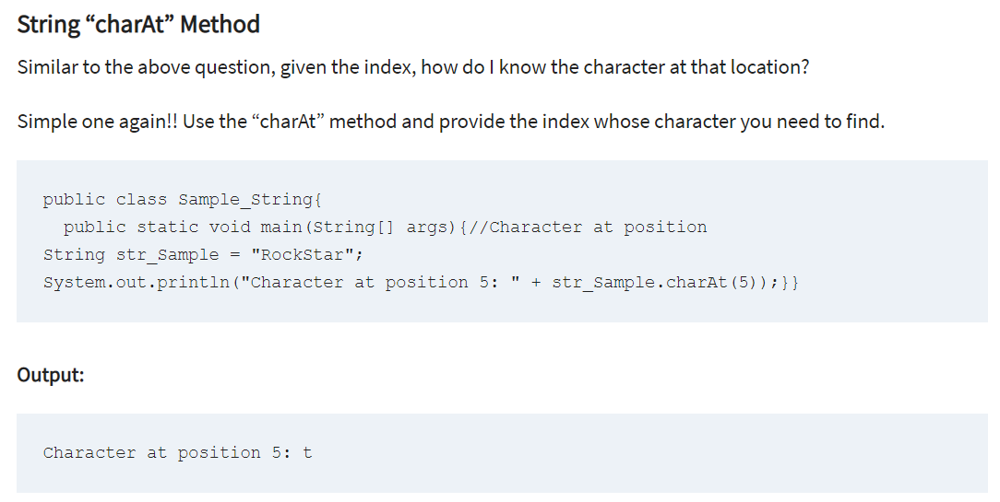 String “charAt” Method
Similar to the above question, given the index, how do I know the character at that location?
Simple one again!! Use the “charAt” method and provide the index whose character you need to find.
public class Sample_String{
  public static void main(String[] args){//Character at position
String str_Sample = "RockStar";
System.out.println("Character at position 5: " + str_Sample.charAt(5));}}
Output:
Character at position 5: t